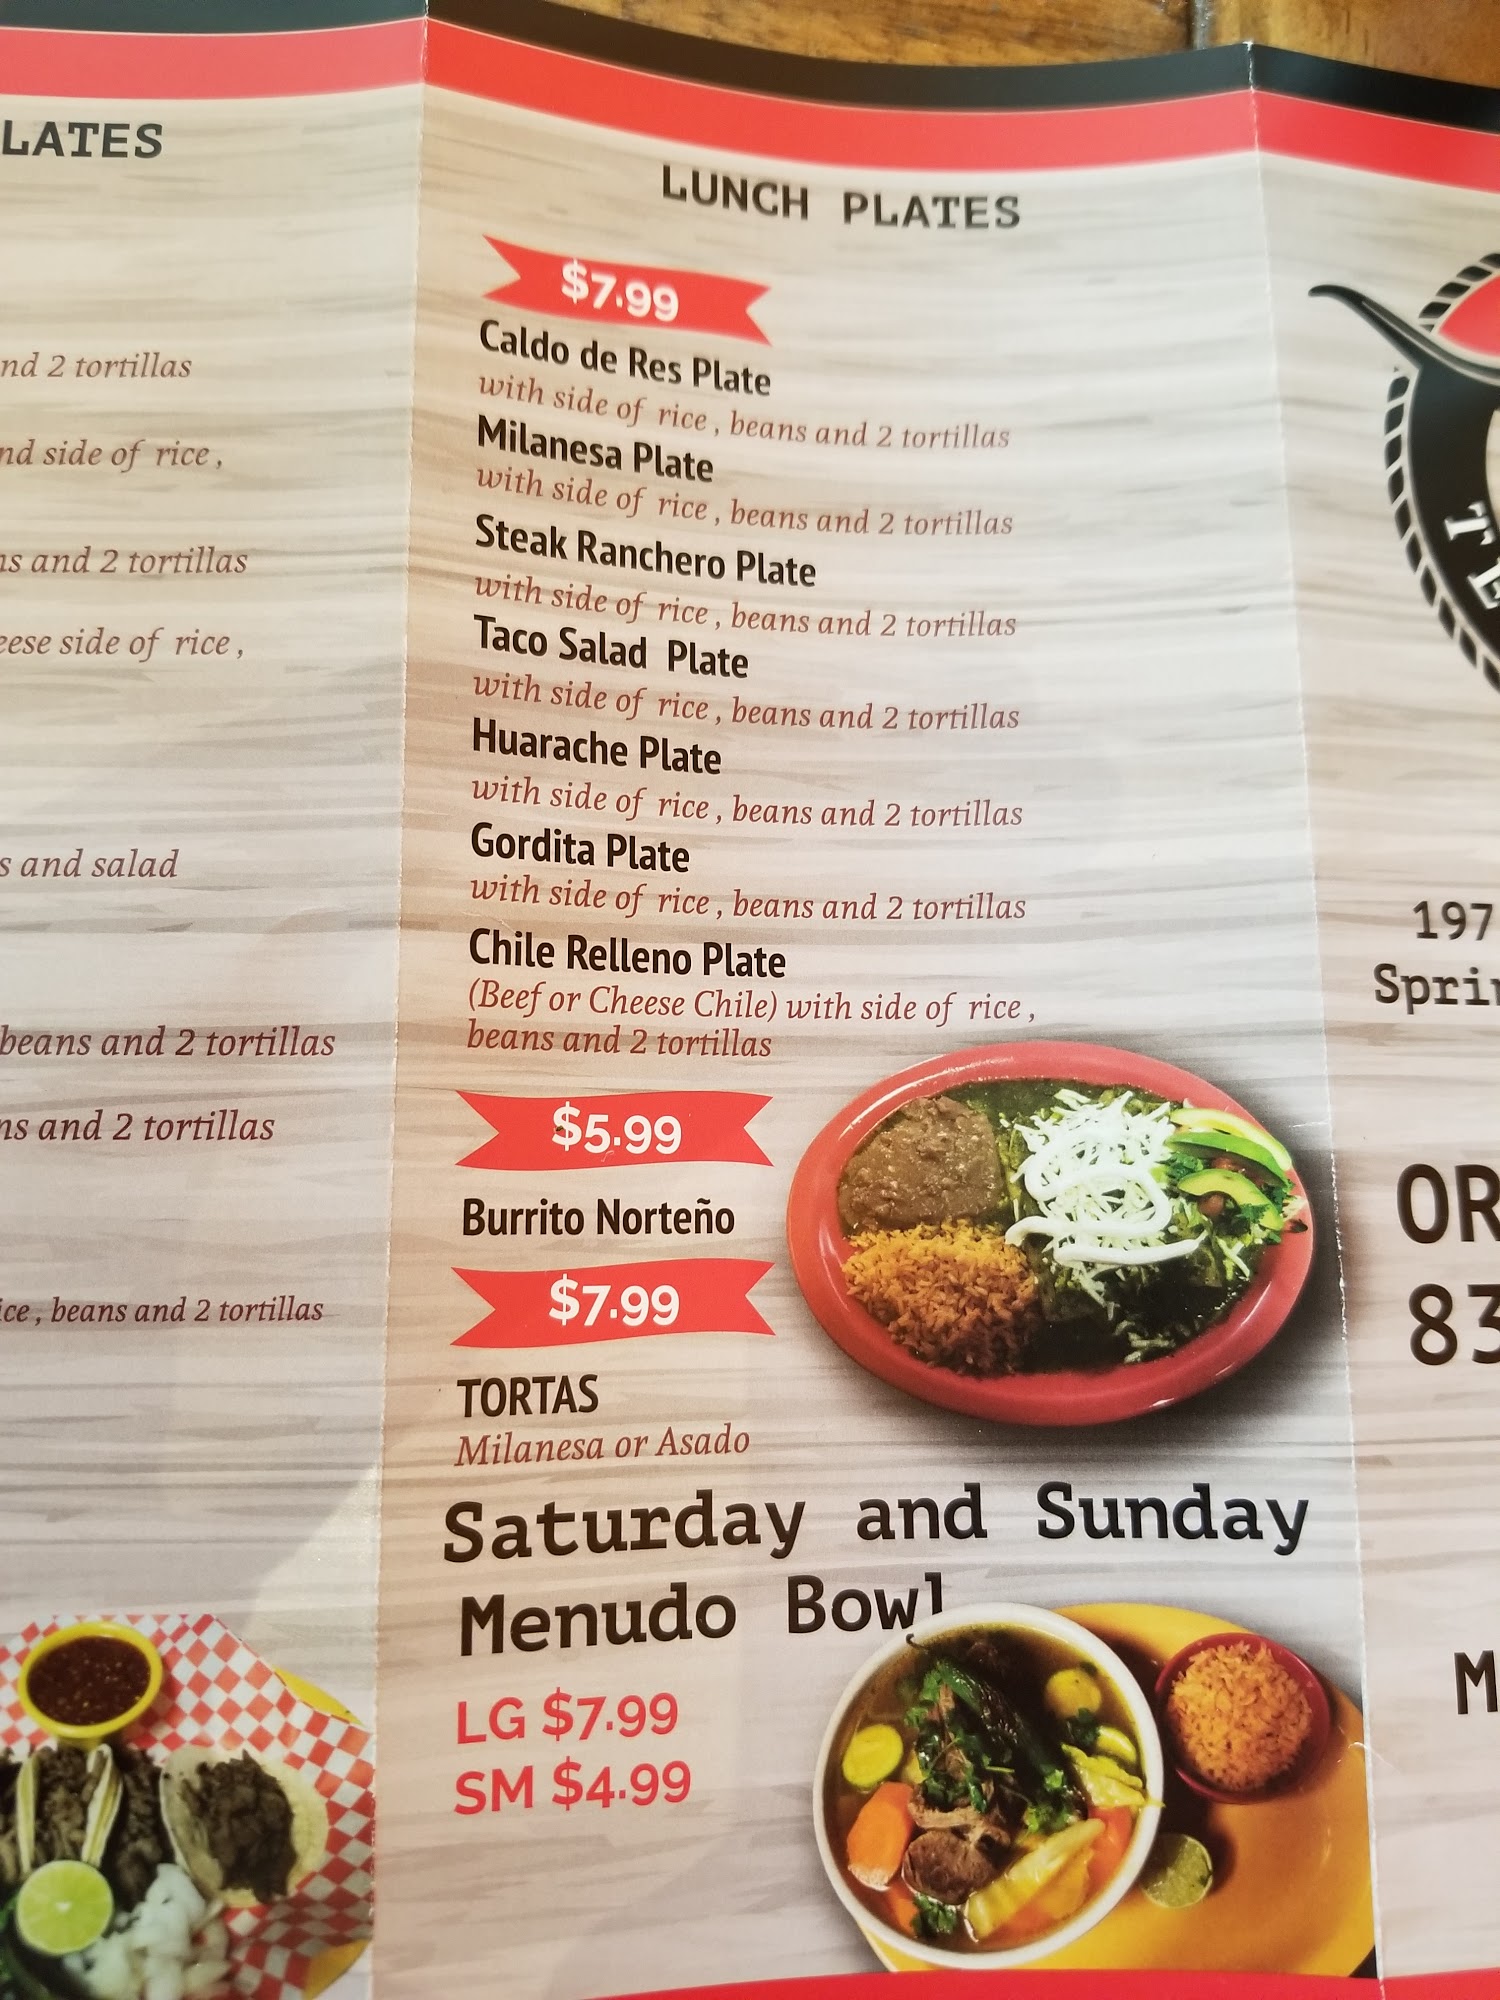 LATES
nd 2 tortillas
nd side of rice,
ns and 2 tortillas
eese side of rice,
s and salad
beans and 2 tortillas
ns and 2 tortillas
ice, beans and 2 tortillas
LUNCH PLATES
$7.99
Caldo de Res Plate
with side of rice, beans and 2 tortillas
Milanesa Plate
with side of rice, beans and 2 tortillas
Steak Ranchero Plate
with side of rice, beans and 2 tortillas
Taco Salad Plate
with side of rice, beans and 2 tortillas
Huarache Plate
with side of rice, beans and 2 tortillas
Gordita Plate
with side of rice, beans and 2 tortillas
Chile Relleno Plate
(Beef or Cheese Chile) with side of rice,
beans and 2 tortillas
$5.99
Burrito Norteño
$7.99
TORTAS
Milanesa or Asado
Saturday and Sunday
Menudo Bowl
LG $7.99
SM $4.99
TE
197
Sprin
OR
83
M